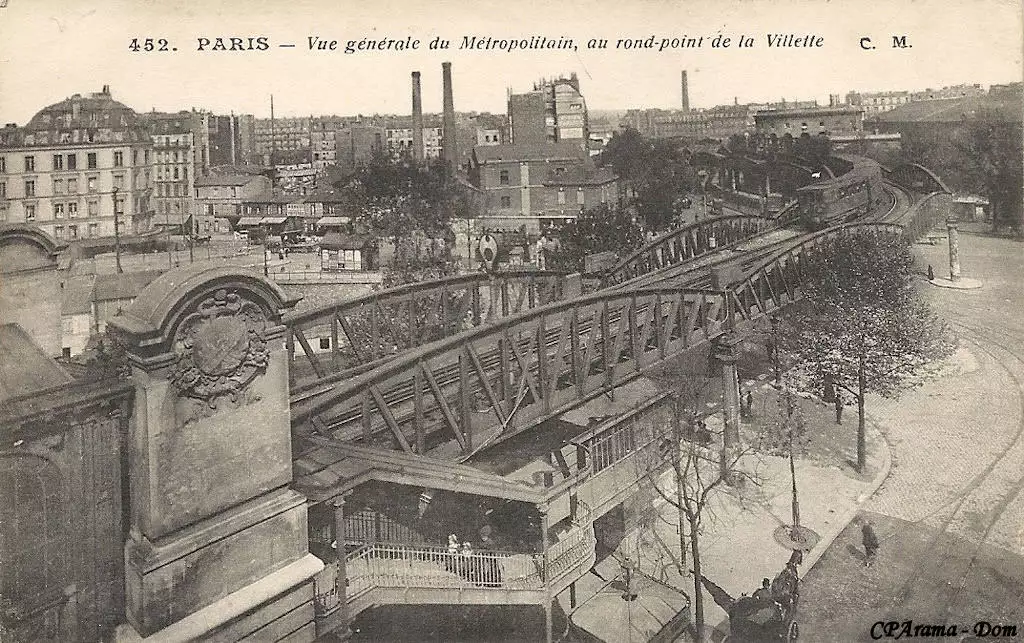 452. PARIS — Vue générale du Métropolitain, au rond-point de la Villette C. M.
CPArama - Dom